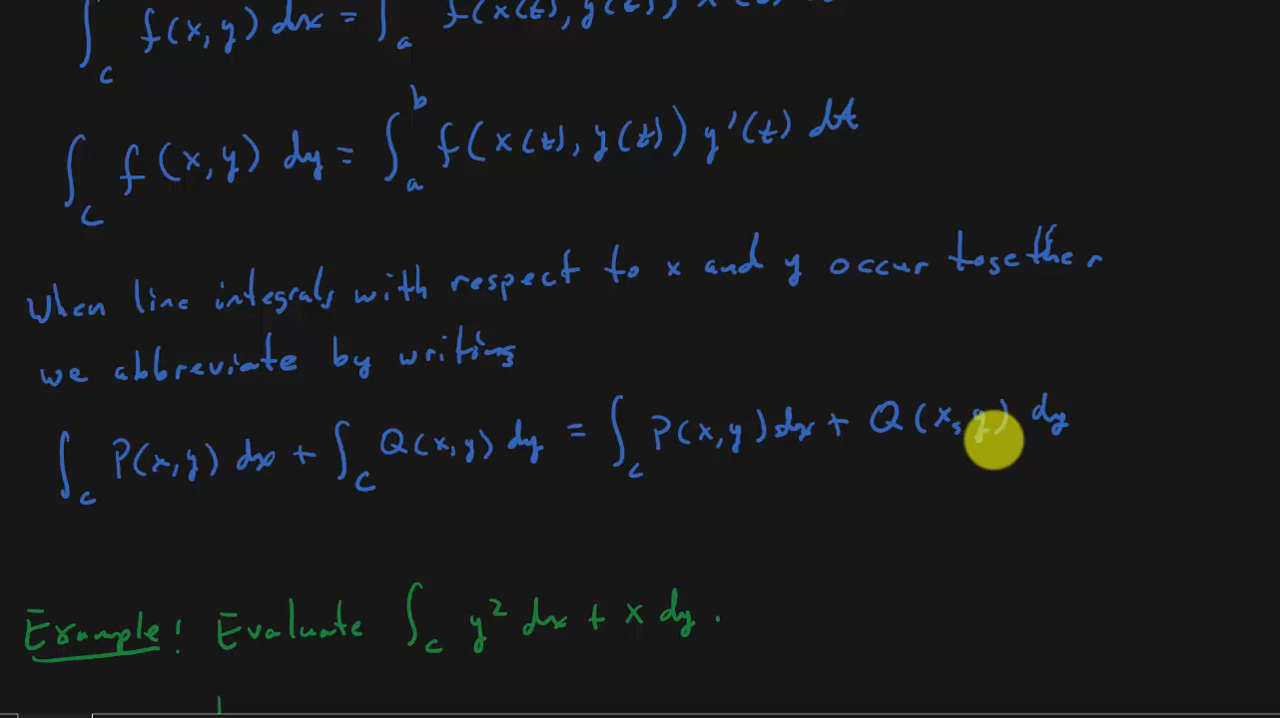 ∫_C f(x,y) dx = ∫_a f(x(t), y(t))
∫_C f(x,y) dy = ∫_a^b f(x(t), y(t)) y'(t) dt
When line integrals with respect to x and y occur together
we abbreviate by writing
∫_C P(x,y) dx + ∫_C Q(x,y) dy = ∫_C P(x,y) dx + Q(x,y) dy
Example! Evaluate ∫_C y² dx + x dy.